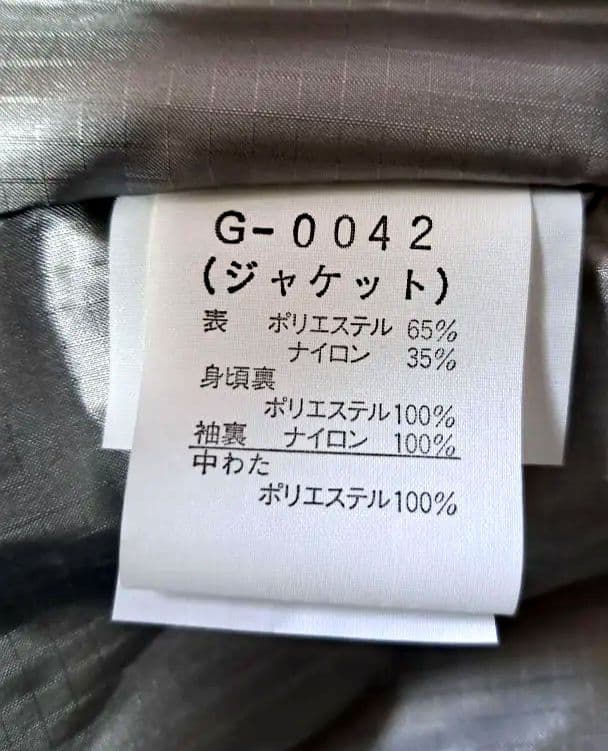 G-0042
(ジャケット)
表 ポリエステル 65%
ナイロン 35%
身頃裏
ポリエステル100%
袖裏 ナイロン 100%
中わた
ポリエステル100%